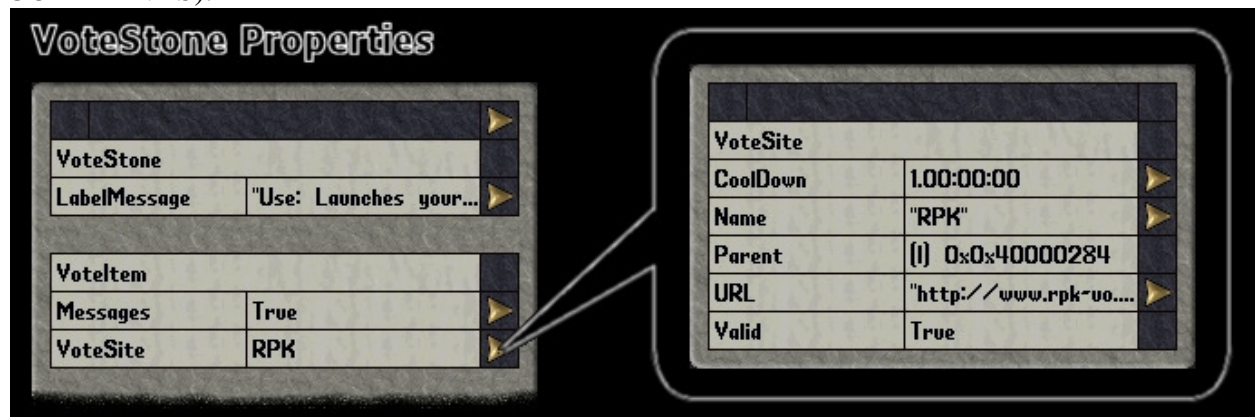 VoteStone Properties
VoteStone
LabelMessage "Use: Launches your...
VoteItem
Messages True
VoteSite RPK
VoteSite
CoolDown 1.00:00:00
Name "RPK"
Parent (I) 0x0x40000284
URL "http://www.rpk-uo....
Valid True